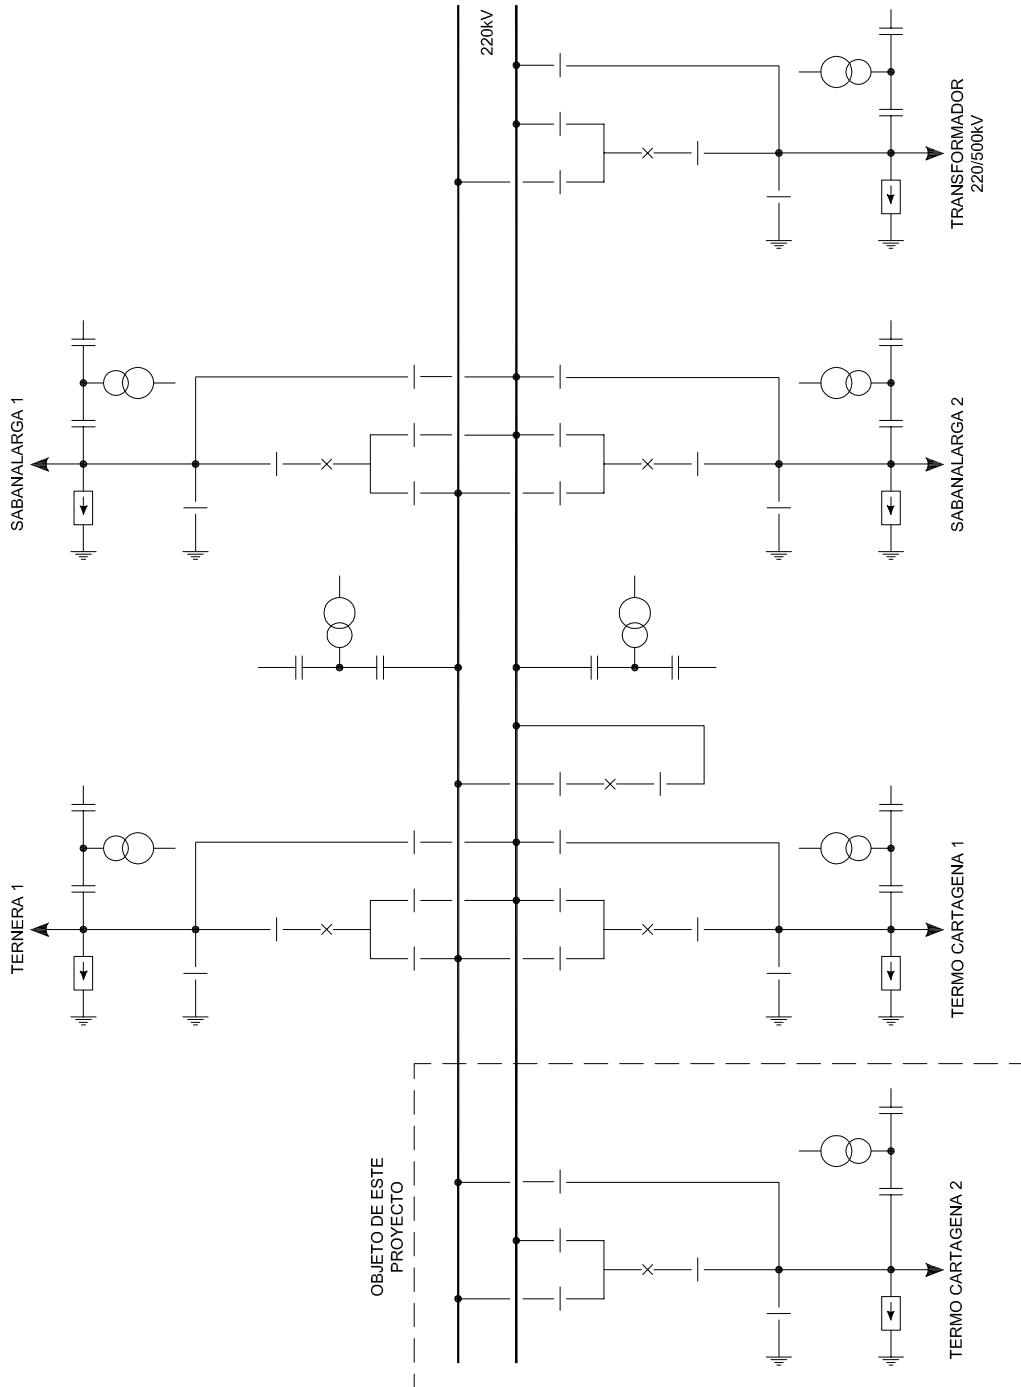 220kV
TRANSFORMADOR
220/500kV
SABANALARGA 1
SABANALARGA 2
TERNERA 1
TERMO CARTAGENA 1
OBJETO DE ESTE
PROYECTO
TERMO CARTAGENA 2